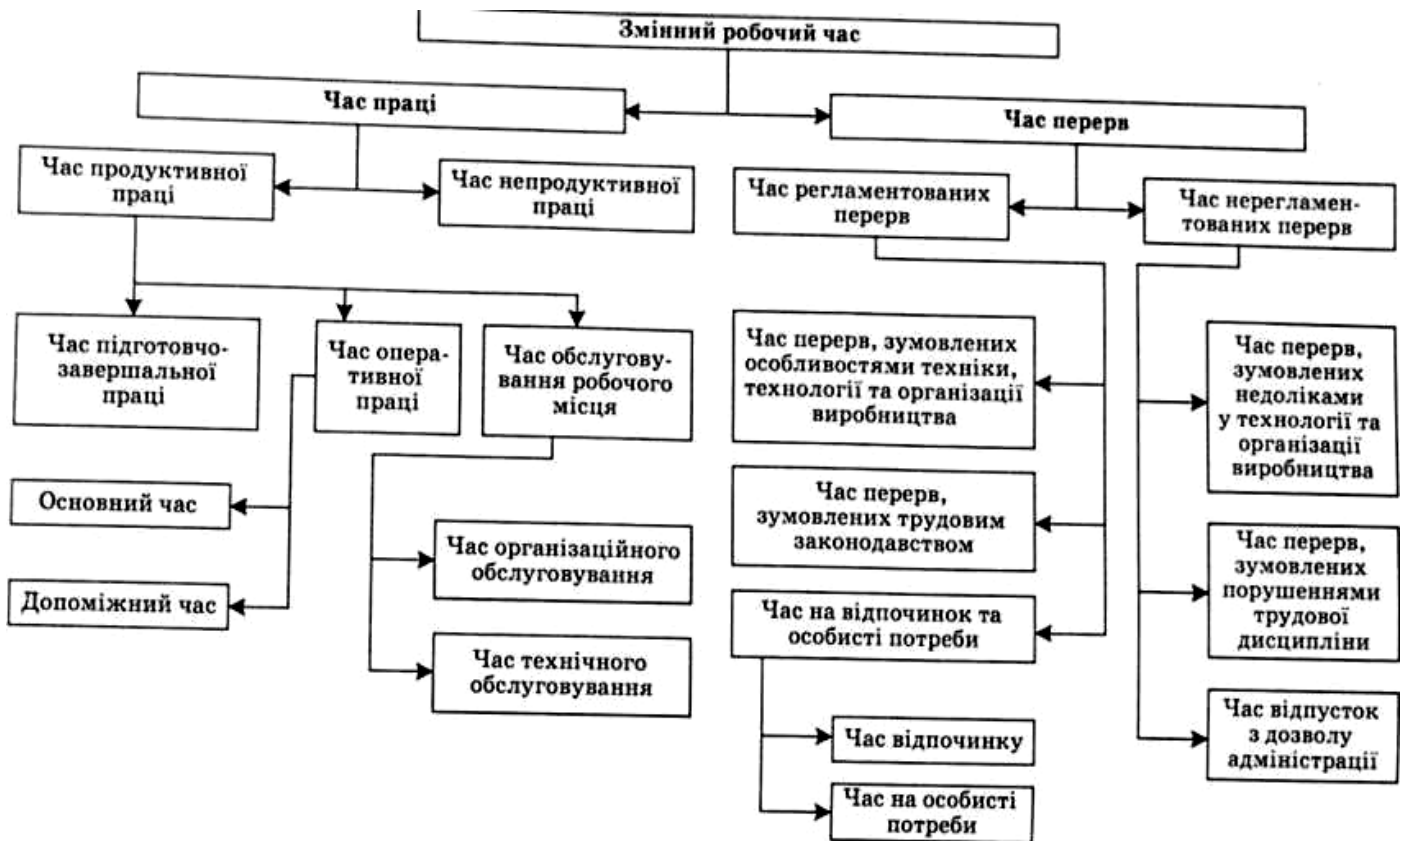 Змінний робочий час
Час праці
Час перерв
Час продуктивної
праці
Час непродуктивної
праці
Час регламентованих
перерв
Час нерегламен-
тованих перерв
Час підготовчо-
завершальної
праці
Час опера-
тивної
праці
Час обслугову-
вання робочого
місця
Час перерв, зумовлених
особливостями техніки,
технології та організації
виробництва
Час перерв,
зумовлених
недоліками
у технології та
організації
виробництва
Основний час
Час перерв,
зумовлених трудовим
законодавством
Час організаційного
обслуговування
Час перерв,
зумовлених
порушеннями
трудової
дисципліни
Допоміжний час
Час на відпочинок та
особисті потреби
Час технічного
обслуговування
Час відпочинку
Час відпусток
з дозволу
адміністрації
Час на особисті
потреби